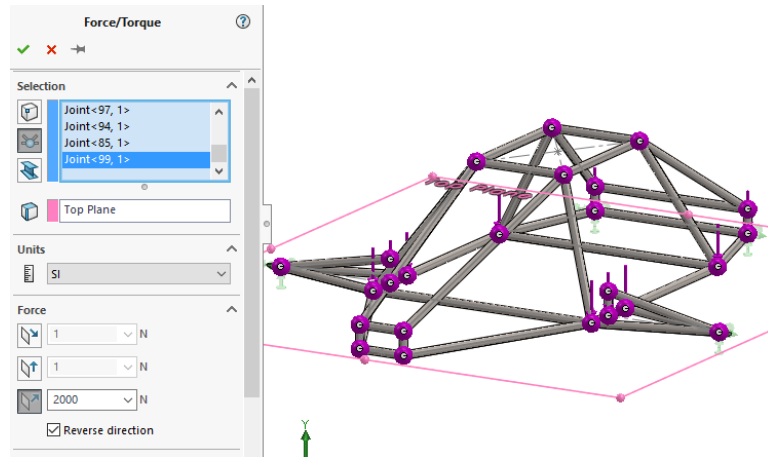 Force/Torque
Selection
Joint<97, 1>
Joint<94, 1>
Joint<85, 1>
Joint<99, 1>
Top Plane
Top Plane
Units
SI
Force
1 N
1 N
2000 N
Reverse direction
Y